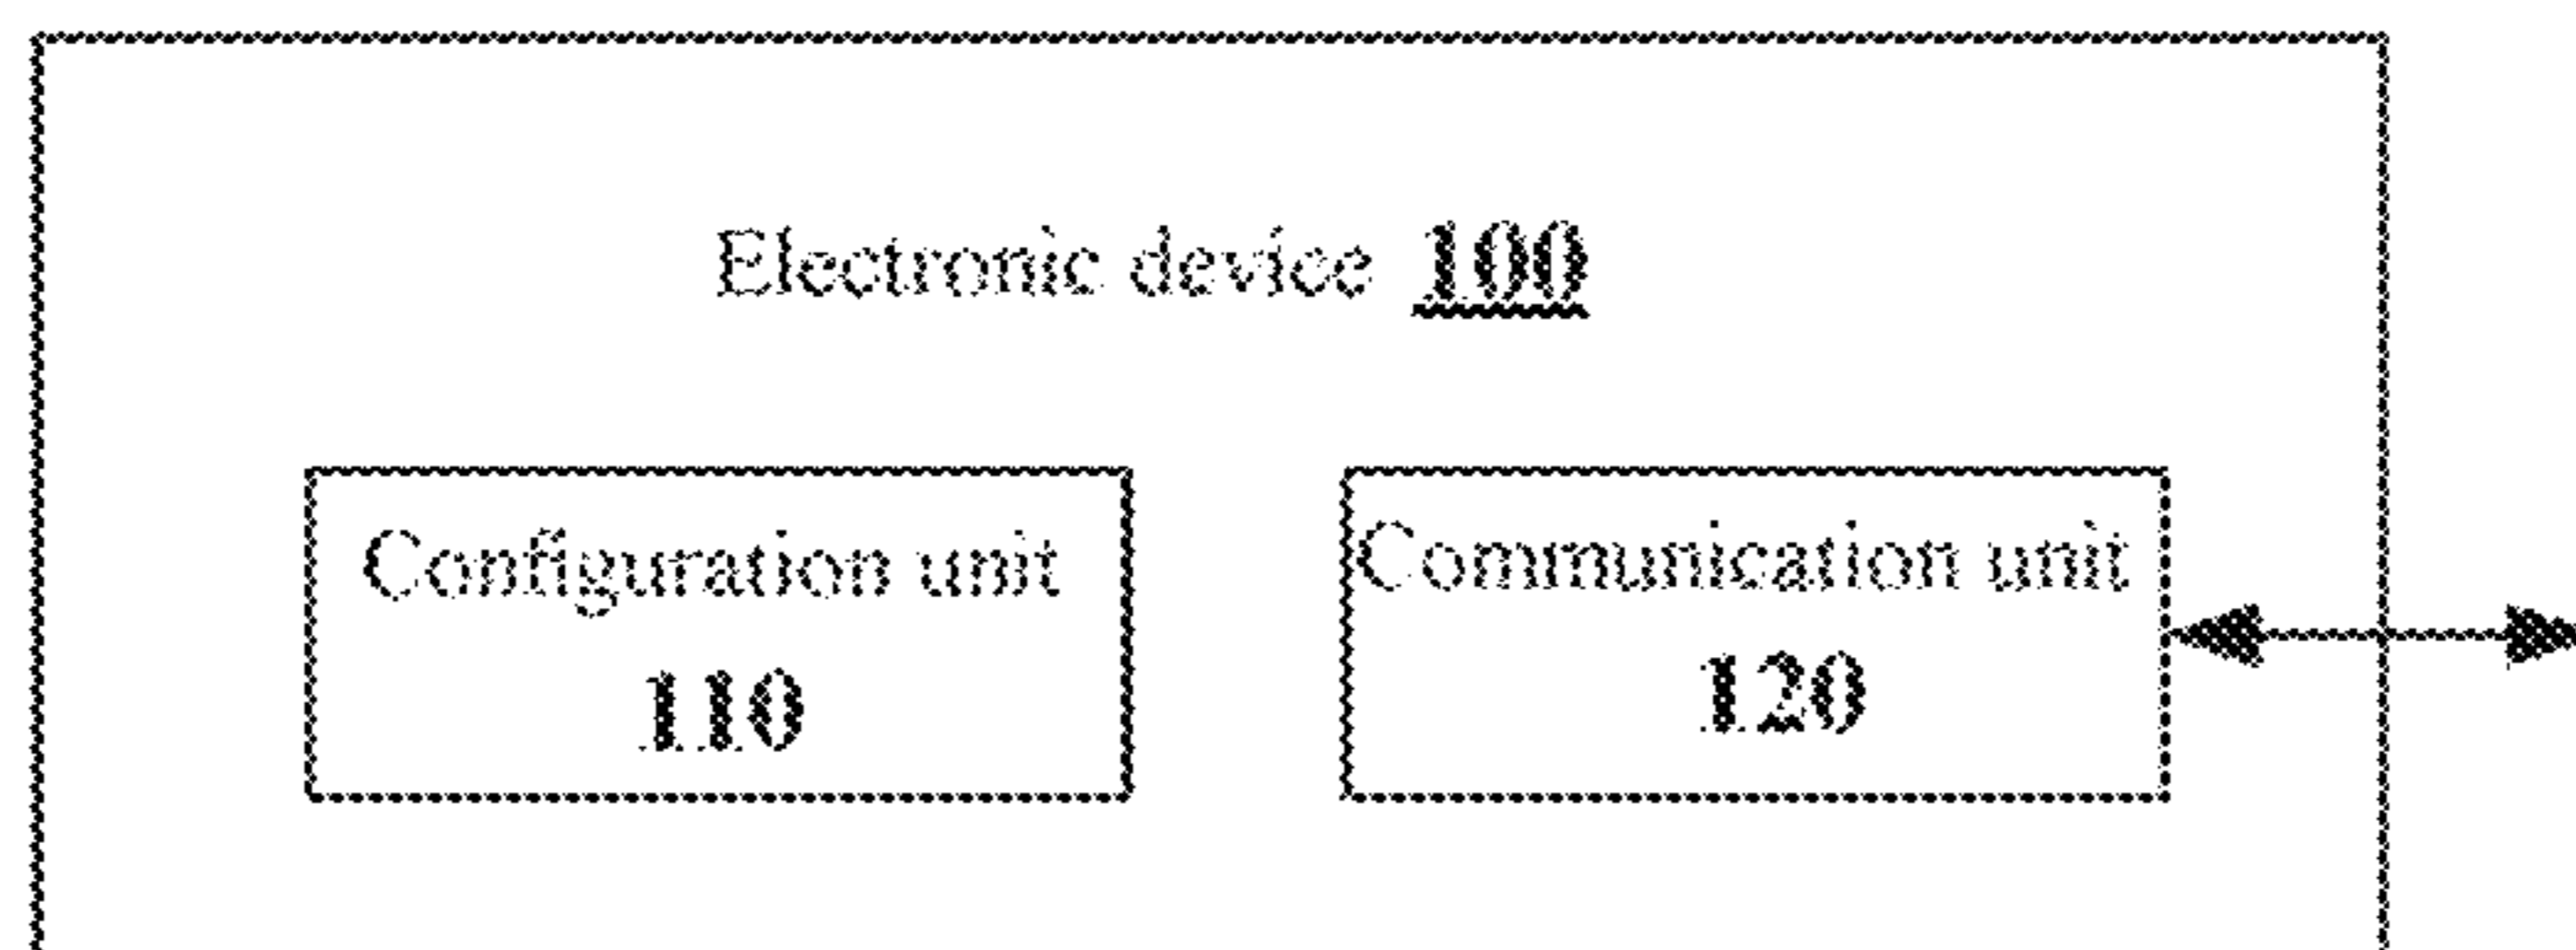 Electronic device 100
Configuration unit
110
Communication unit
120